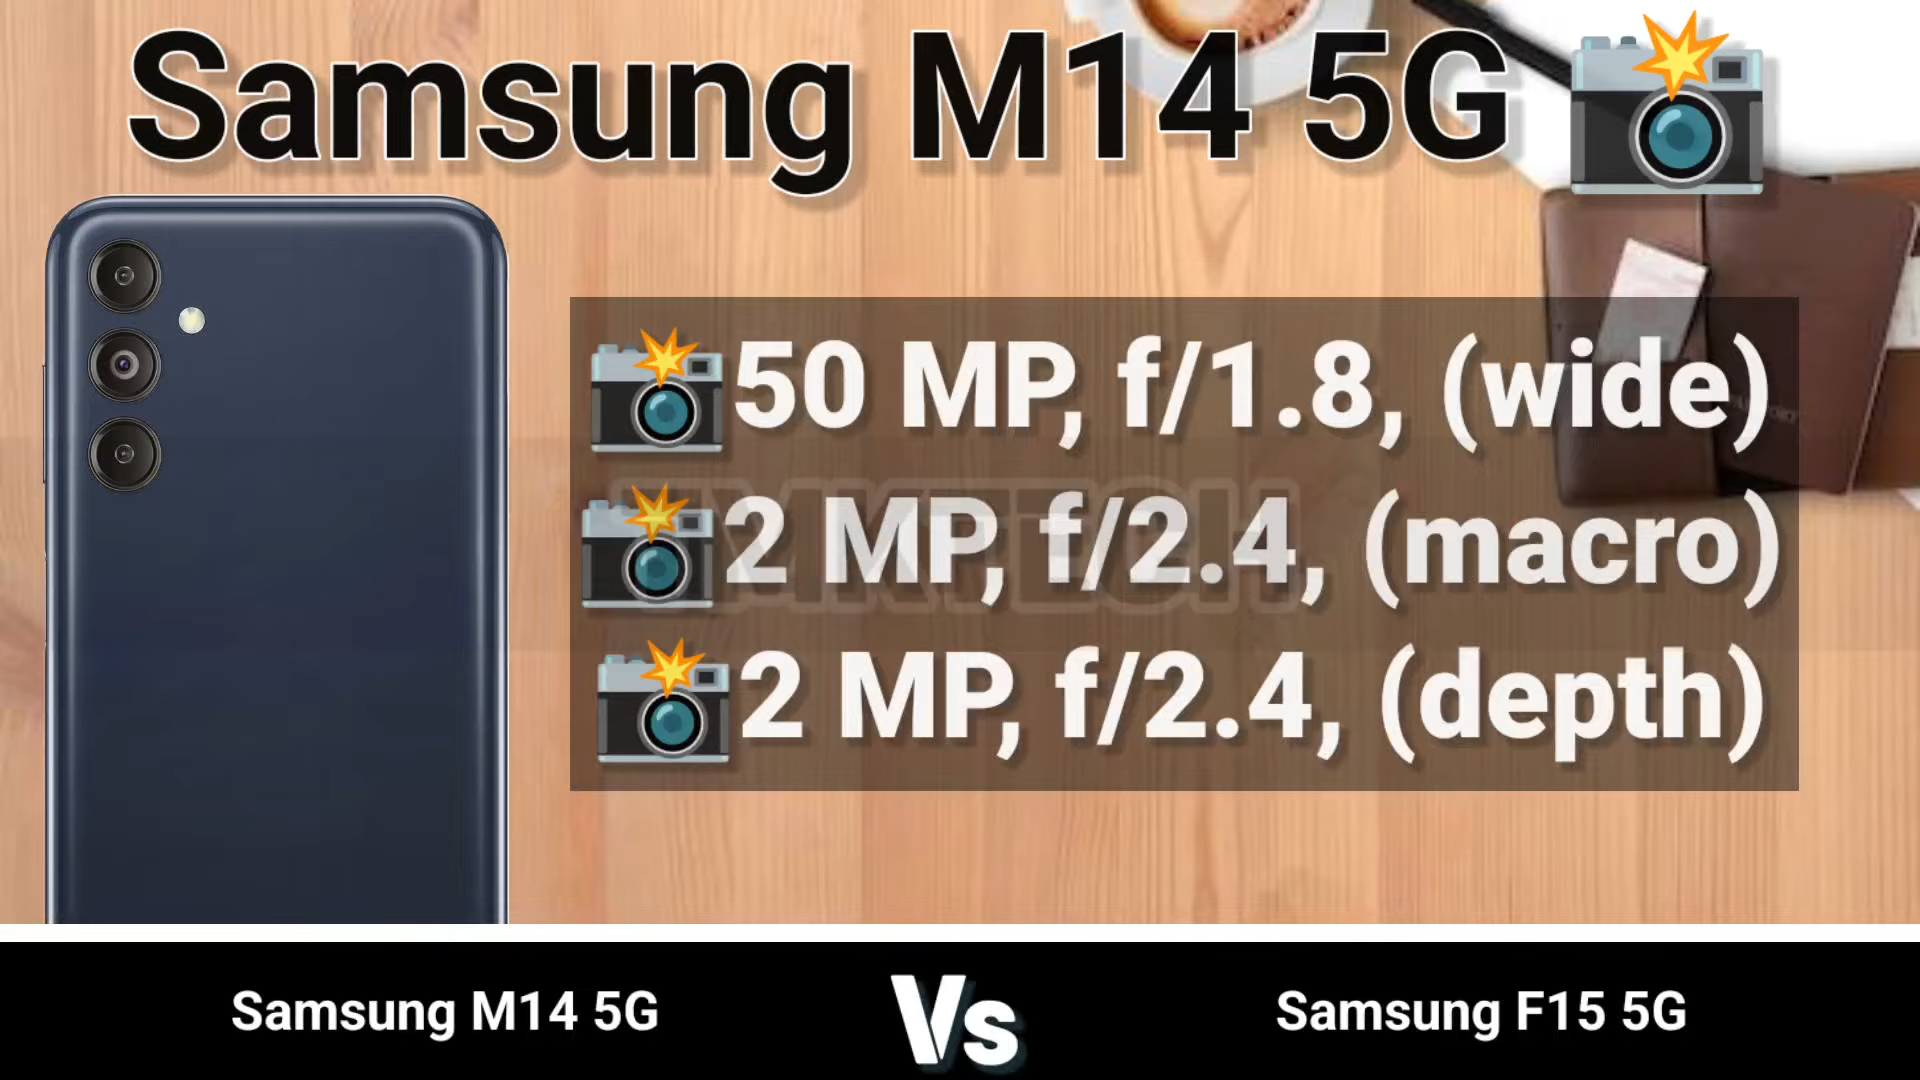 Samsung M14 5G
50 MP, f/1.8, (wide)
2 MP, f/2.4, (macro)
2 MP, f/2.4, (depth)
Samsung M14 5G Vs Samsung F15 5G